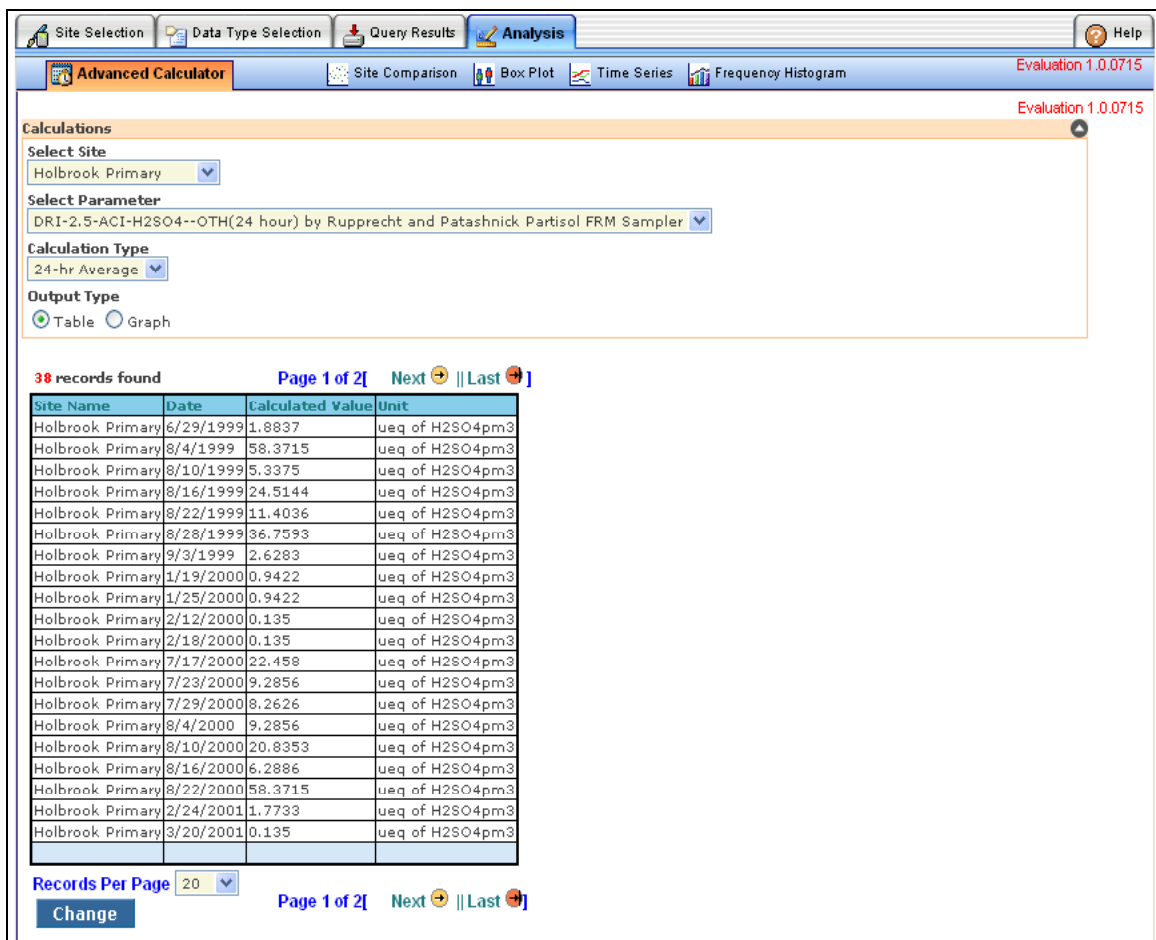 Site Selection Data Type Selection Query Results Analysis Help
Advanced Calculator Site Comparison Box Plot Time Series Frequency Histogram Evaluation 1.0.0715
Evaluation 1.0.0715
Calculations
Select Site
Holbrook Primary
Select Parameter
DRI-2.5-ACI-H2SO4--OTH(24 hour) by Rupprecht and Patashnick Partisol FRM Sampler
Calculation Type
24-hr Average
Output Type
Table Graph
38 records found Page 1 of 2[ Next || Last ]
Site Name Date Calculated Value Unit
Holbrook Primary 6/29/1999 1.8837 ueq of H2SO4pm3
Holbrook Primary 8/4/1999 58.3715 ueq of H2SO4pm3
Holbrook Primary 8/10/1999 5.3375 ueq of H2SO4pm3
Holbrook Primary 8/16/1999 24.5144 ueq of H2SO4pm3
Holbrook Primary 8/22/1999 11.4036 ueq of H2SO4pm3
Holbrook Primary 8/28/1999 36.7593 ueq of H2SO4pm3
Holbrook Primary 9/3/1999 2.6283 ueq of H2SO4pm3
Holbrook Primary 1/19/2000 0.9422 ueq of H2SO4pm3
Holbrook Primary 1/25/2000 0.9422 ueq of H2SO4pm3
Holbrook Primary 2/12/2000 0.135 ueq of H2SO4pm3
Holbrook Primary 2/18/2000 0.135 ueq of H2SO4pm3
Holbrook Primary 7/17/2000 22.458 ueq of H2SO4pm3
Holbrook Primary 7/23/2000 9.2856 ueq of H2SO4pm3
Holbrook Primary 7/29/2000 8.2626 ueq of H2SO4pm3
Holbrook Primary 8/4/2000 9.2856 ueq of H2SO4pm3
Holbrook Primary 8/10/2000 20.8353 ueq of H2SO4pm3
Holbrook Primary 8/16/2000 6.2886 ueq of H2SO4pm3
Holbrook Primary 8/22/2000 58.3715 ueq of H2SO4pm3
Holbrook Primary 2/24/2001 1.7733 ueq of H2SO4pm3
Holbrook Primary 3/20/2001 0.135 ueq of H2SO4pm3
Records Per Page 20
Page 1 of 2[ Next || Last ]
Change